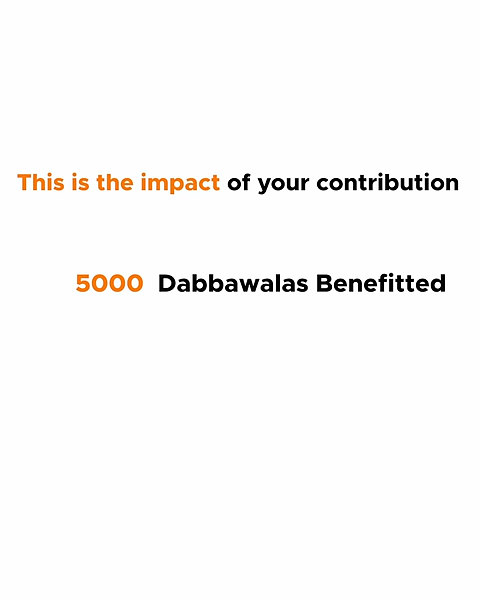 This is the impact of your contribution
5000 Dabbawalas Benefitted